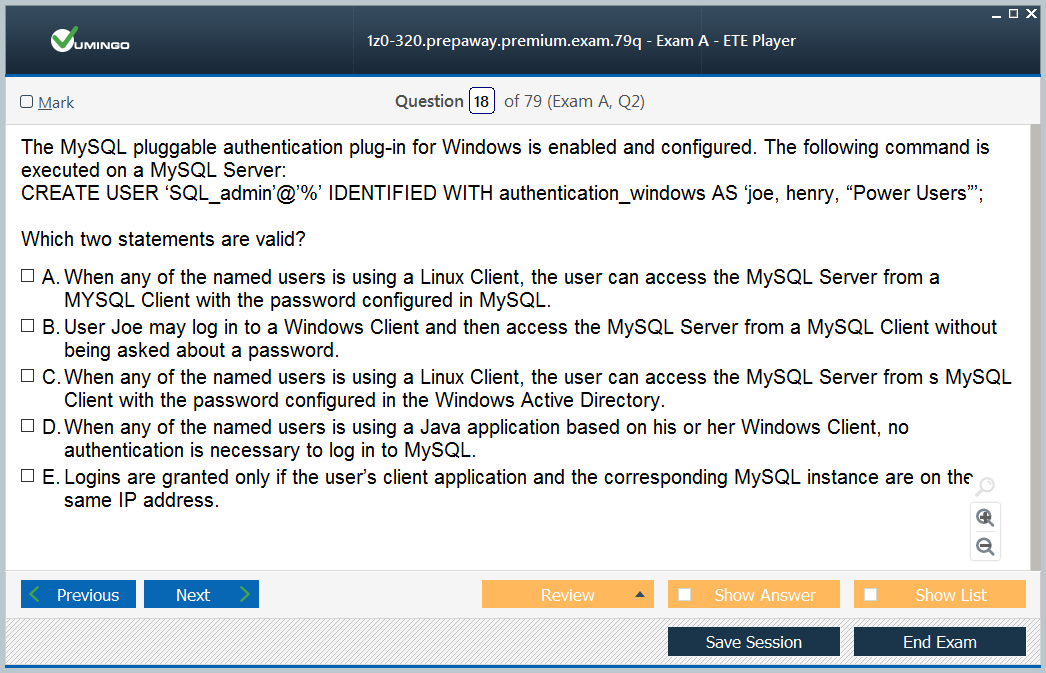 VUMINGO
1z0-320.prepaway.premium.exam.79q - Exam A - ETE Player
Mark
Question 18 of 79 (Exam A, Q2)
The MySQL pluggable authentication plug-in for Windows is enabled and configured. The following command is
executed on a MySQL Server:
CREATE USER ‘SQL_admin’@’%’ IDENTIFIED WITH authentication_windows AS ‘joe, henry, “Power Users”’;
Which two statements are valid?
A. When any of the named users is using a Linux Client, the user can access the MySQL Server from a
MYSQL Client with the password configured in MySQL.
B. User Joe may log in to a Windows Client and then access the MySQL Server from a MySQL Client without
being asked about a password.
C. When any of the named users is using a Linux Client, the user can access the MySQL Server from s MySQL
Client with the password configured in the Windows Active Directory.
D. When any of the named users is using a Java application based on his or her Windows Client, no
authentication is necessary to log in to MySQL.
E. Logins are granted only if the user’s client application and the corresponding MySQL instance are on the
same IP address.
Previous
Next
Review
Show Answer
Show List
Save Session
End Exam